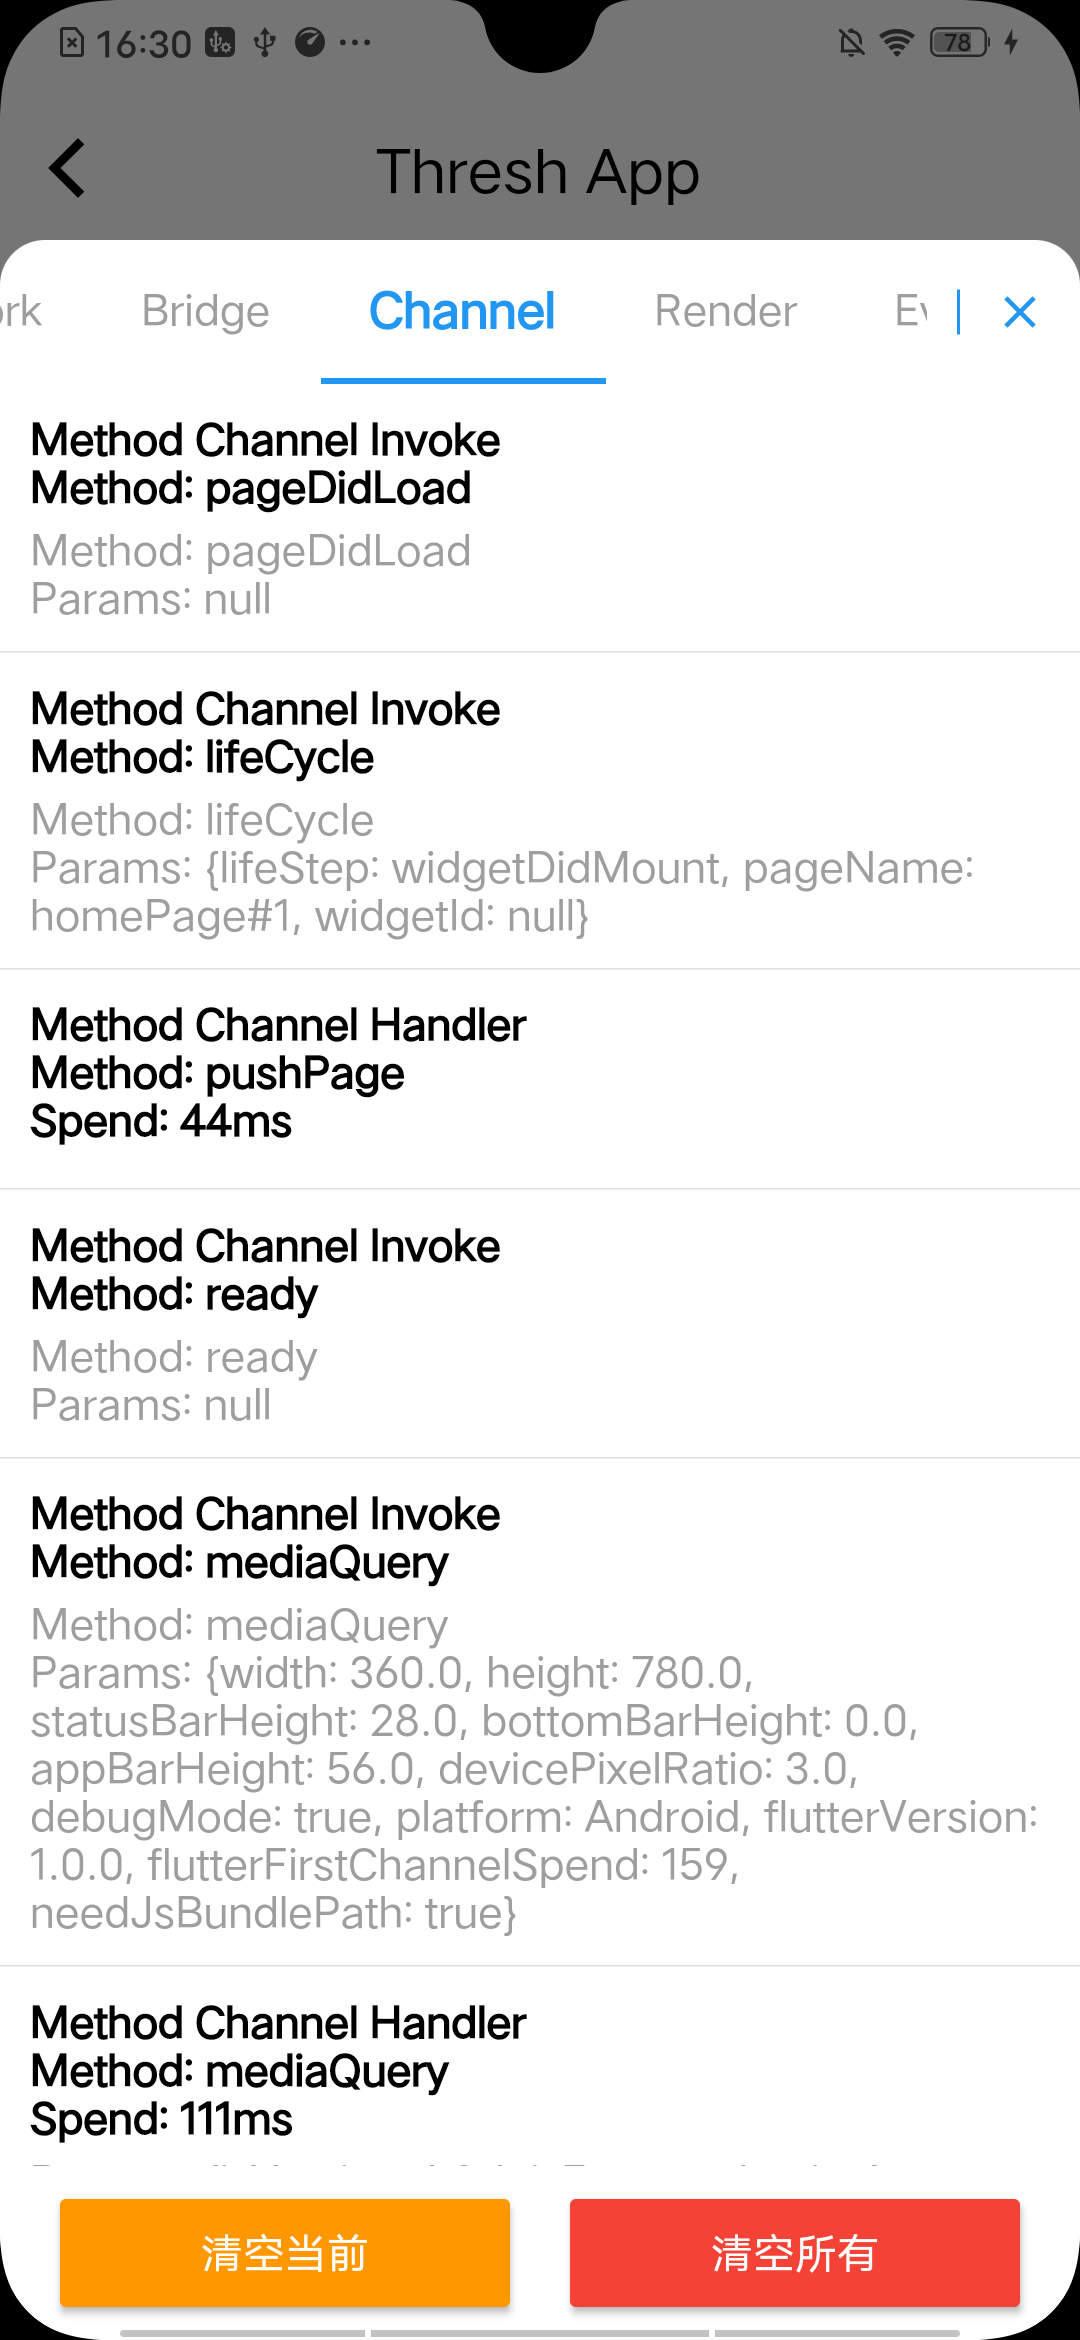 16:30
78
Thresh App
Bridge
Channel
Render
Method Channel Invoke
Method: pageDidLoad
Method: pageDidLoad
Params: null
Method Channel Invoke
Method: lifeCycle
Method: lifeCycle
Params: {lifeStep: widgetDidMount, pageName:
homePage#1, widgetId: null}
Method Channel Handler
Method: pushPage
Spend: 44ms
Method Channel Invoke
Method: ready
Method: ready
Params: null
Method Channel Invoke
Method: mediaQuery
Method: mediaQuery
Params: {width: 360.0, height: 780.0,
statusBarHeight: 28.0, bottomBarHeight: 0.0,
appBarHeight: 56.0, devicePixelRatio: 3.0,
debugMode: true, platform: Android, flutterVersion:
1.0.0, flutterFirstChannelSpend: 159,
needJsBundlePath: true}
Method Channel Handler
Method: mediaQuery
Spend: 111ms
清空当前
清空所有